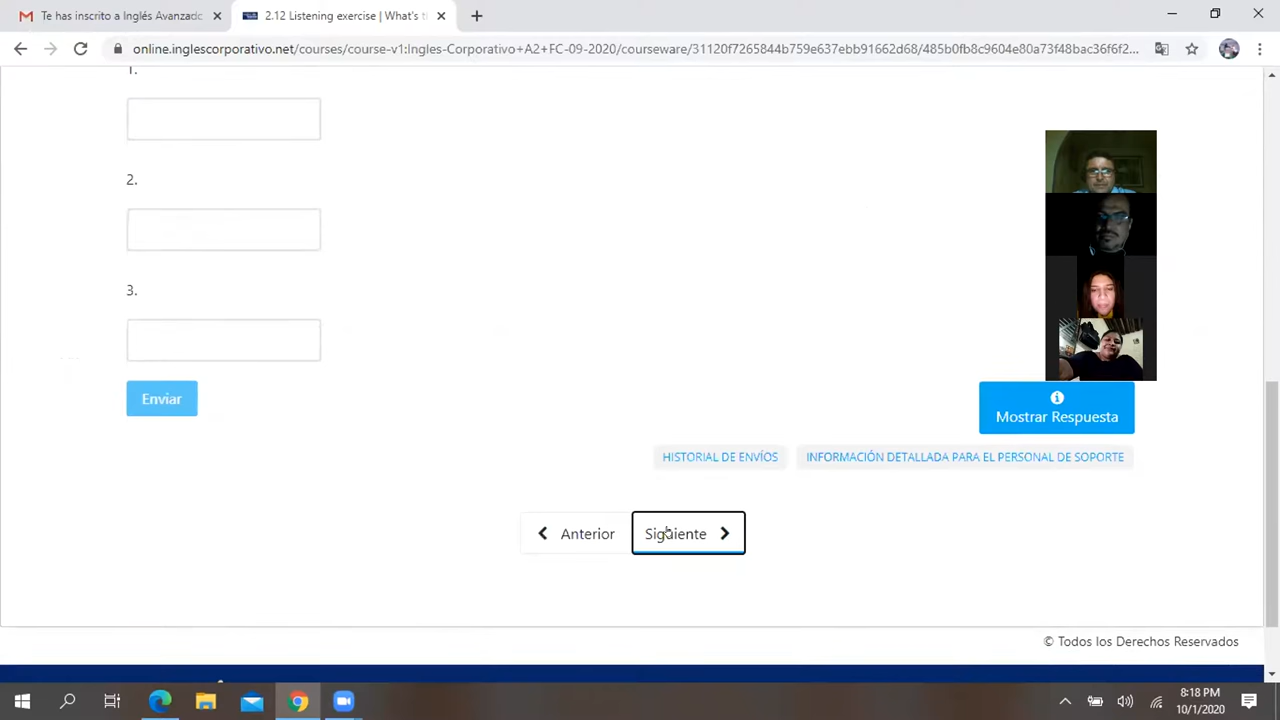 Te has inscrito a Inglés Avanzado
2.12 Listening exercise | What's t
online.inglescorporativo.net/courses/course-v1:Ingles-Corporativo+A2+FC-09-2020/courseware/31120f7265844b759e637ebb91662d68/485b0fb8c9604e80a73f48bac36f6f2...
1.
2.
3.
Enviar
Mostrar Respuesta
HISTORIAL DE ENVÍOS
INFORMACIÓN DETALLADA PARA EL PERSONAL DE SOPORTE
Anterior
Siguiente
© Todos los Derechos Reservados
8:18 PM
10/1/2020